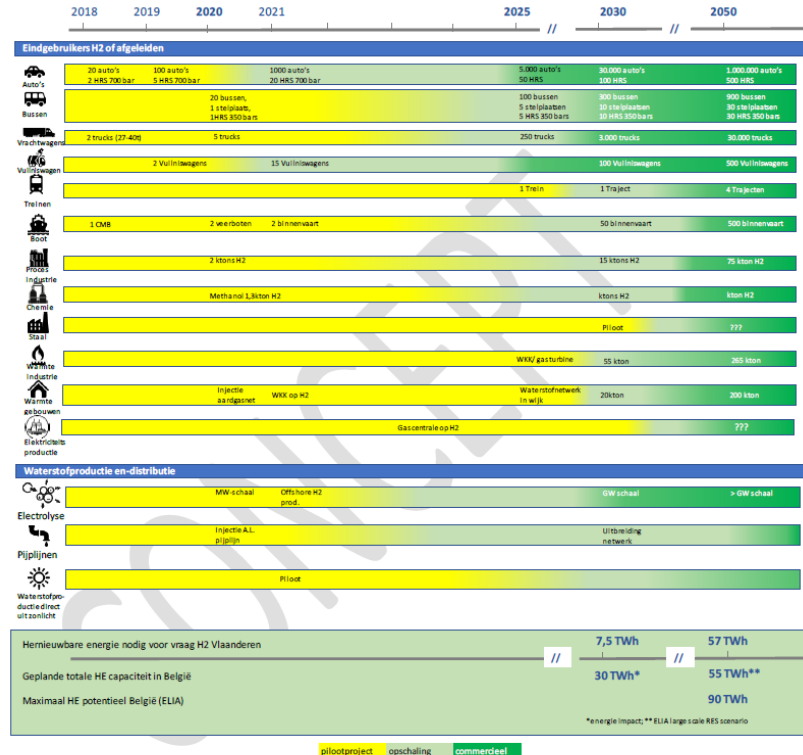 2018 2019 2020 2021 2025 2030 2050
// //
Eindgebruikers H2 of afgeleiden
Auto's
20 auto's 100 auto's 1000 auto's 5.000 auto's 30.000 auto's 1.000.000 auto's
2 HRS 700 bar 5 HRS 700 bar 20 HRS 700 bar 50 HRS 100 HRS 500 HRS
Bussen
20 bussen, 100 bussen 300 bussen 900 bussen
1 stelplaats, 5 stelplaatsen 10 stelplaatsen 30 stelplaatsen
1HRS 350 bars 5 HRS 350 bars 10 HRS 350 bars 30 HRS 350 bars
Vrachtwagens
2 trucks (27-40t) 5 trucks 250 trucks 3.000 trucks 30.000 trucks
Vuilniswagen
2 Vuilniswagens 15 Vuilniswagens 100 Vuilniswagens 500 Vuilniswagens
Treinen
1 Trein 1 Traject 4 Trajecten
Boot
1 CMB 2 veerboten 2 binnenvaart 50 binnenvaart 500 binnenvaart
Proces
Industrie
2 ktons H2 15 ktons H2 75 kton H2
Chemie
Methanol 1,3kton H2 ktons H2 kton H2
Staal
Piloot ???
Warmte
Industrie
WKK/ gasturbine 55 kton 265 kton
Warmte
gebouwen
Injectie WKK op H2 Waterstofnetwerk 20kton 200 kton
aardgasnet in wijk
Elektriciteits
productie
Gascentrale op H2 ???
Waterstofproductie en-distributie
Electrolyse
MW-schaal Offshore H2 GW schaal > GW schaal
prod.
Pijplijnen
Injectie A.L. Uitbreiding
pijplijn netwerk
Waterstofpro-
ductie direct
uit zonlicht
Piloot
CONCEPT
Hernieuwbare energie nodig voor vraag H2 Vlaanderen 7,5 TWh 57 TWh
// //
Geplande totale HE capaciteit in België 30 TWh* 55 TWh**
Maximaal HE potentieel België (ELIA) 90 TWh
*energie impact; ** ELIA large scale RES scenario
pilootproject opschaling commercieel